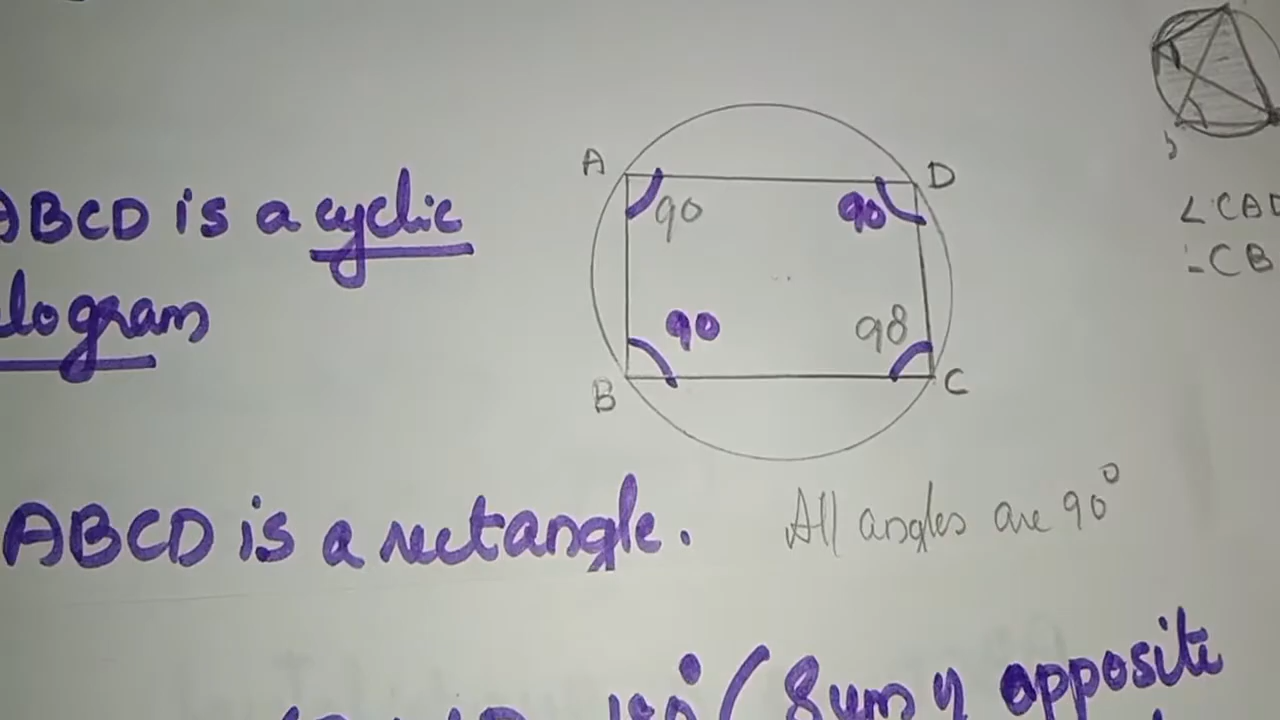 ABCD is a cyclic
logram
A
D
90
90
90
98
B
C
ABCD is a rectangle.
All angles are 90°
(Sum of opposite
∠CAD
=CB